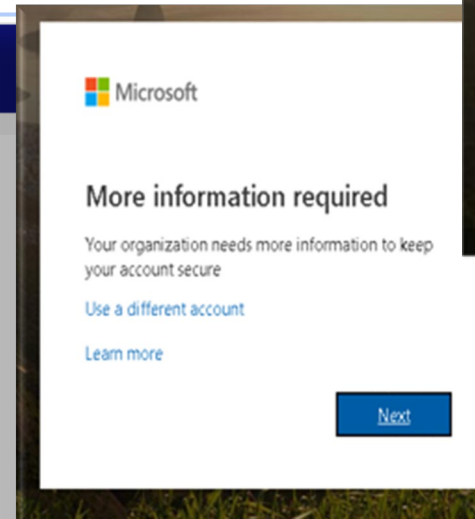 Microsoft
More information required
Your organization needs more information to keep
your account secure
Use a different account
Learn more
Next